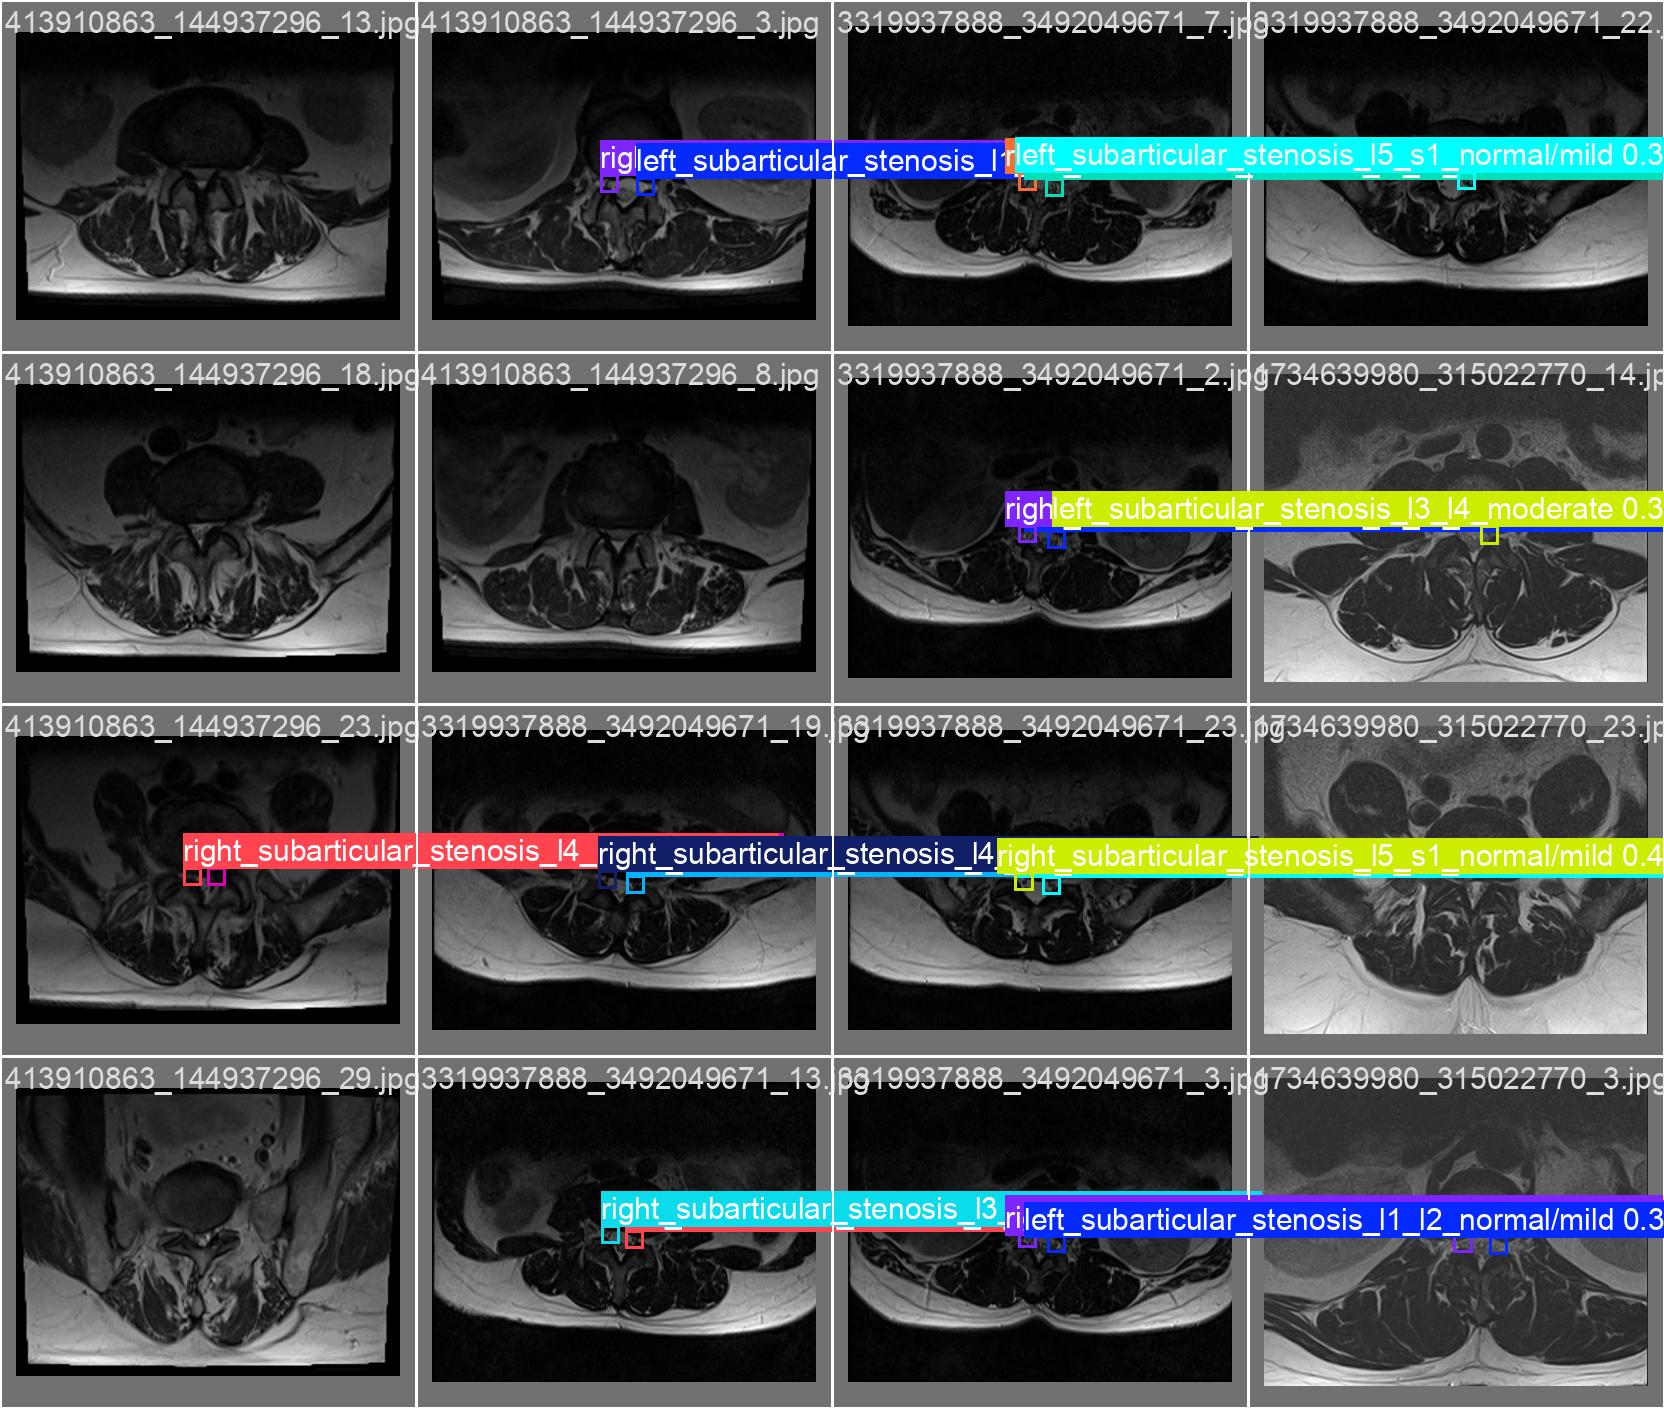 413910863_144937296_13.jpg
413910863_144937296_3.jpg
3319937888_3492049671_7.jpg
3319937888_3492049671_22.
rig
left_subarticular_stenosis_l1
r
left_subarticular_stenosis_l5_s1_normal/mild 0.3
413910863_144937296_18.jpg
413910863_144937296_8.jpg
3319937888_3492049671_2.jpg
1734639980_315022770_14.jp
righ
left_subarticular_stenosis_l3_l4_moderate 0.3
413910863_144937296_23.jpg
3319937888_3492049671_19.jpg
3319937888_3492049671_23.jpg
1734639980_315022770_23.jp
right_subarticular_stenosis_l4_
right_subarticular_stenosis_l4
right_subarticular_stenosis_l5_s1_normal/mild 0.4
413910863_144937296_29.jpg
3319937888_3492049671_13.jpg
3319937888_3492049671_3.jpg
1734639980_315022770_3.jpg
right_subarticular_stenosis_l3_
ri
left_subarticular_stenosis_l1_l2_normal/mild 0.3